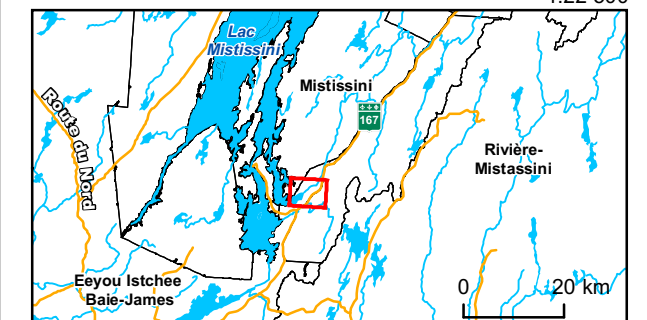 Lac
Mistissini
Mistissini
167
Route du Nord
Rivière-
Mistassini
Eeyou Istchee
Baie-James
0 20 km